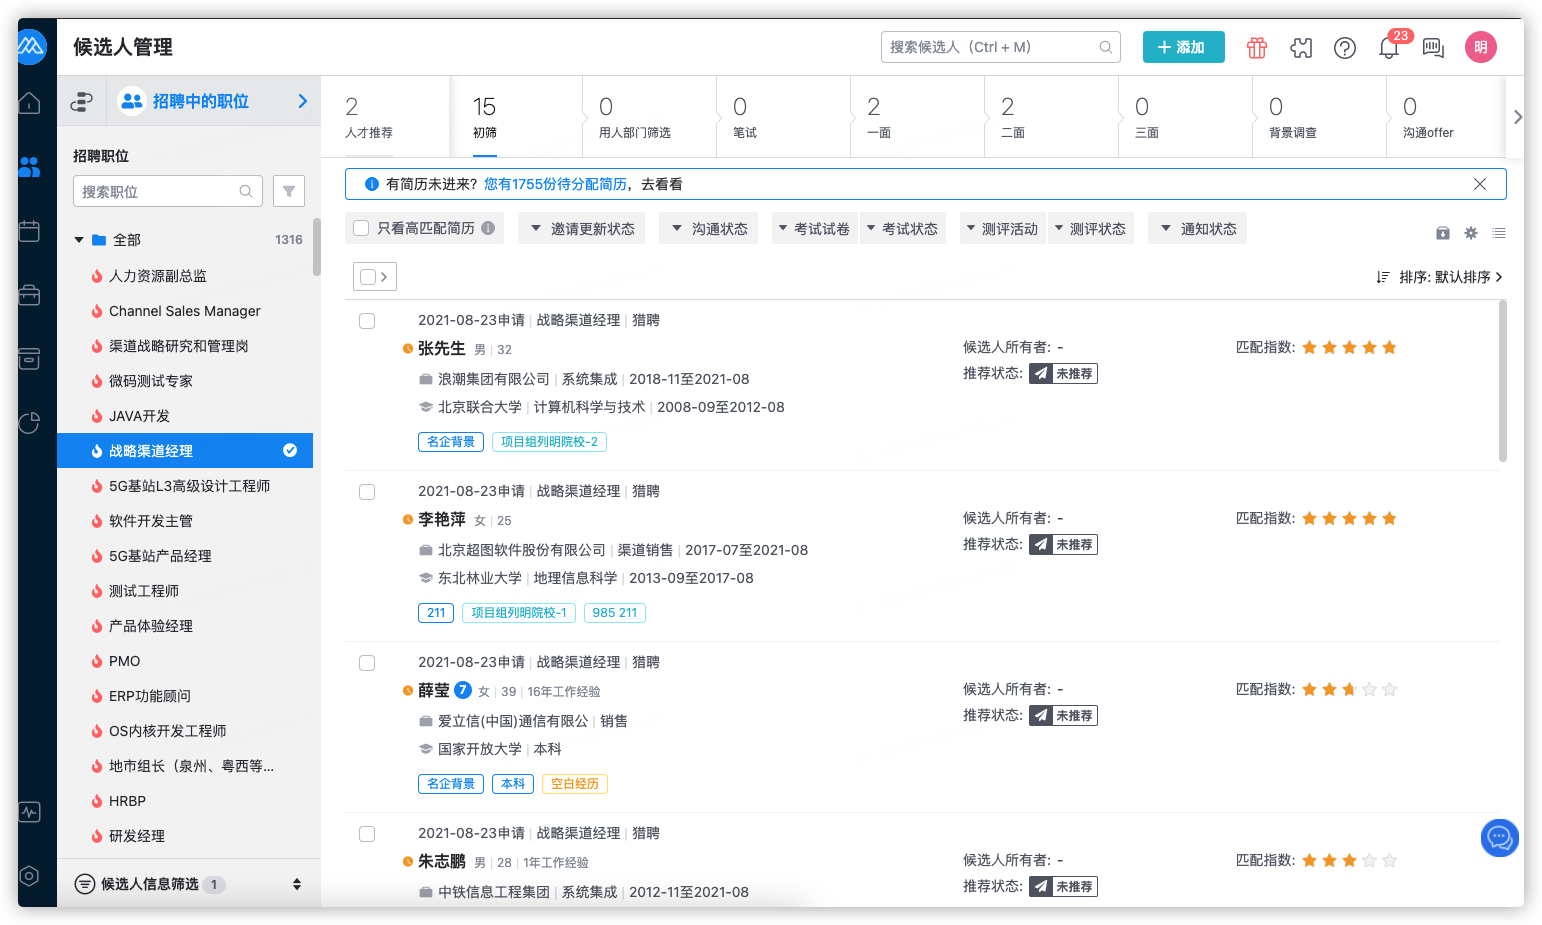 候选人管理
搜索候选人（Ctrl + M）
添加
23
明
招聘中的职位
招聘职位
搜索职位
全部 1316
人力资源副总监
Channel Sales Manager
渠道战略研究和管理岗
微码测试专家
JAVA开发
战略渠道经理
5G基站L3高级设计工程师
软件开发主管
5G基站产品经理
测试工程师
产品体验经理
PMO
ERP功能顾问
OS内核开发工程师
地市组长（泉州、粤西等...
HRBP
研发经理
候选人信息筛选 1
2 人才推荐
15 初筛
0 用人部门筛选
0 笔试
2 一面
2 二面
0 三面
0 背景调查
0 沟通offer
有简历未进来？您有1755份待分配简历，去看看
只看高匹配简历 邀请更新状态 沟通状态 考试试卷 考试状态 测评活动 测评状态 通知状态
排序: 默认排序
2021-08-23申请 | 战略渠道经理 | 猎聘
张先生 男 | 32
浪潮集团有限公司 | 系统集成 | 2018-11至2021-08
北京联合大学 | 计算机科学与技术 | 2008-09至2012-08
名企背景 项目组列明院校-2
候选人所有者: -
推荐状态: 未推荐
匹配指数:
2021-08-23申请 | 战略渠道经理 | 猎聘
李艳萍 女 | 25
北京超图软件股份有限公司 | 渠道销售 | 2017-07至2021-08
东北林业大学 | 地理信息科学 | 2013-09至2017-08
211 项目组列明院校-1 985 211
候选人所有者: -
推荐状态: 未推荐
匹配指数:
2021-08-23申请 | 战略渠道经理 | 猎聘
薛莹 7 女 | 39 | 16年工作经验
爱立信(中国)通信有限公 | 销售
国家开放大学 | 本科
名企背景 本科 空白经历
候选人所有者: -
推荐状态: 未推荐
匹配指数:
2021-08-23申请 | 战略渠道经理 | 猎聘
朱志鹏 男 | 28 | 1年工作经验
中铁信息工程集团 | 系统集成 | 2012-11至2021-08
候选人所有者: -
推荐状态: 未推荐
匹配指数: